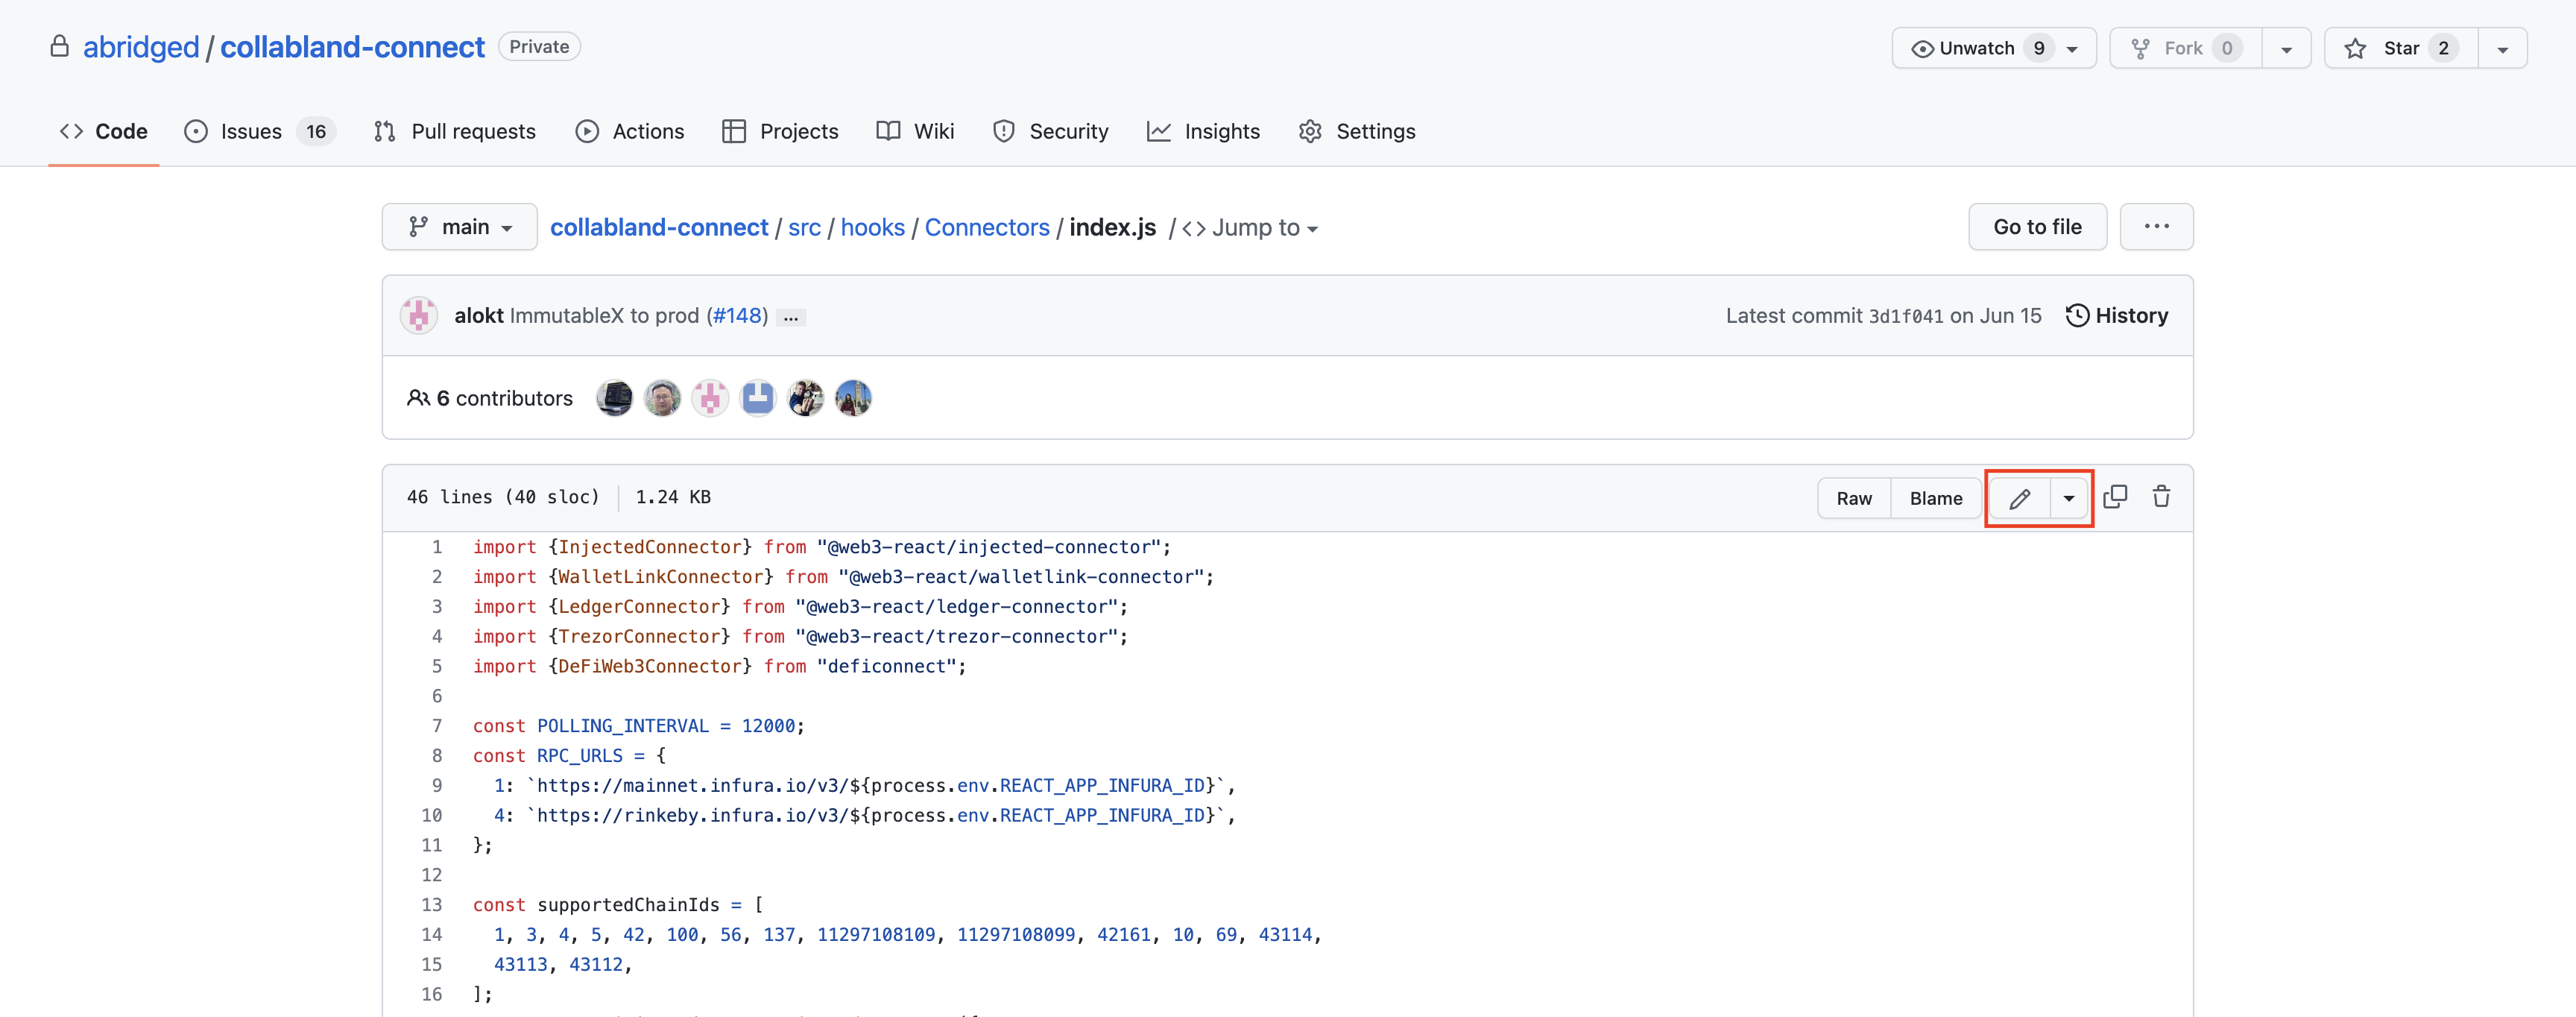 abridged / collabland-connect Private Unwatch 9 Fork 0 Star 2
Code Issues 16 Pull requests Actions Projects Wiki Security Insights Settings
main collabland-connect / src / hooks / Connectors / index.js / <> Jump to Go to file ...
alokt ImmutableX to prod (#148) ... Latest commit 3d1f041 on Jun 15 History
6 contributors
46 lines (40 sloc) 1.24 KB Raw Blame
1 import {InjectedConnector} from "@web3-react/injected-connector";
2 import {WalletLinkConnector} from "@web3-react/walletlink-connector";
3 import {LedgerConnector} from "@web3-react/ledger-connector";
4 import {TrezorConnector} from "@web3-react/trezor-connector";
5 import {DeFiWeb3Connector} from "deficonnect";
6
7 const POLLING_INTERVAL = 12000;
8 const RPC_URLS = {
9 1: `https://mainnet.infura.io/v3/${process.env.REACT_APP_INFURA_ID}`,
10 4: `https://rinkeby.infura.io/v3/${process.env.REACT_APP_INFURA_ID}`,
11 };
12
13 const supportedChainIds = [
14 1, 3, 4, 5, 42, 100, 56, 137, 11297108109, 11297108099, 42161, 10, 69, 43114,
15 43113, 43112,
16 ];